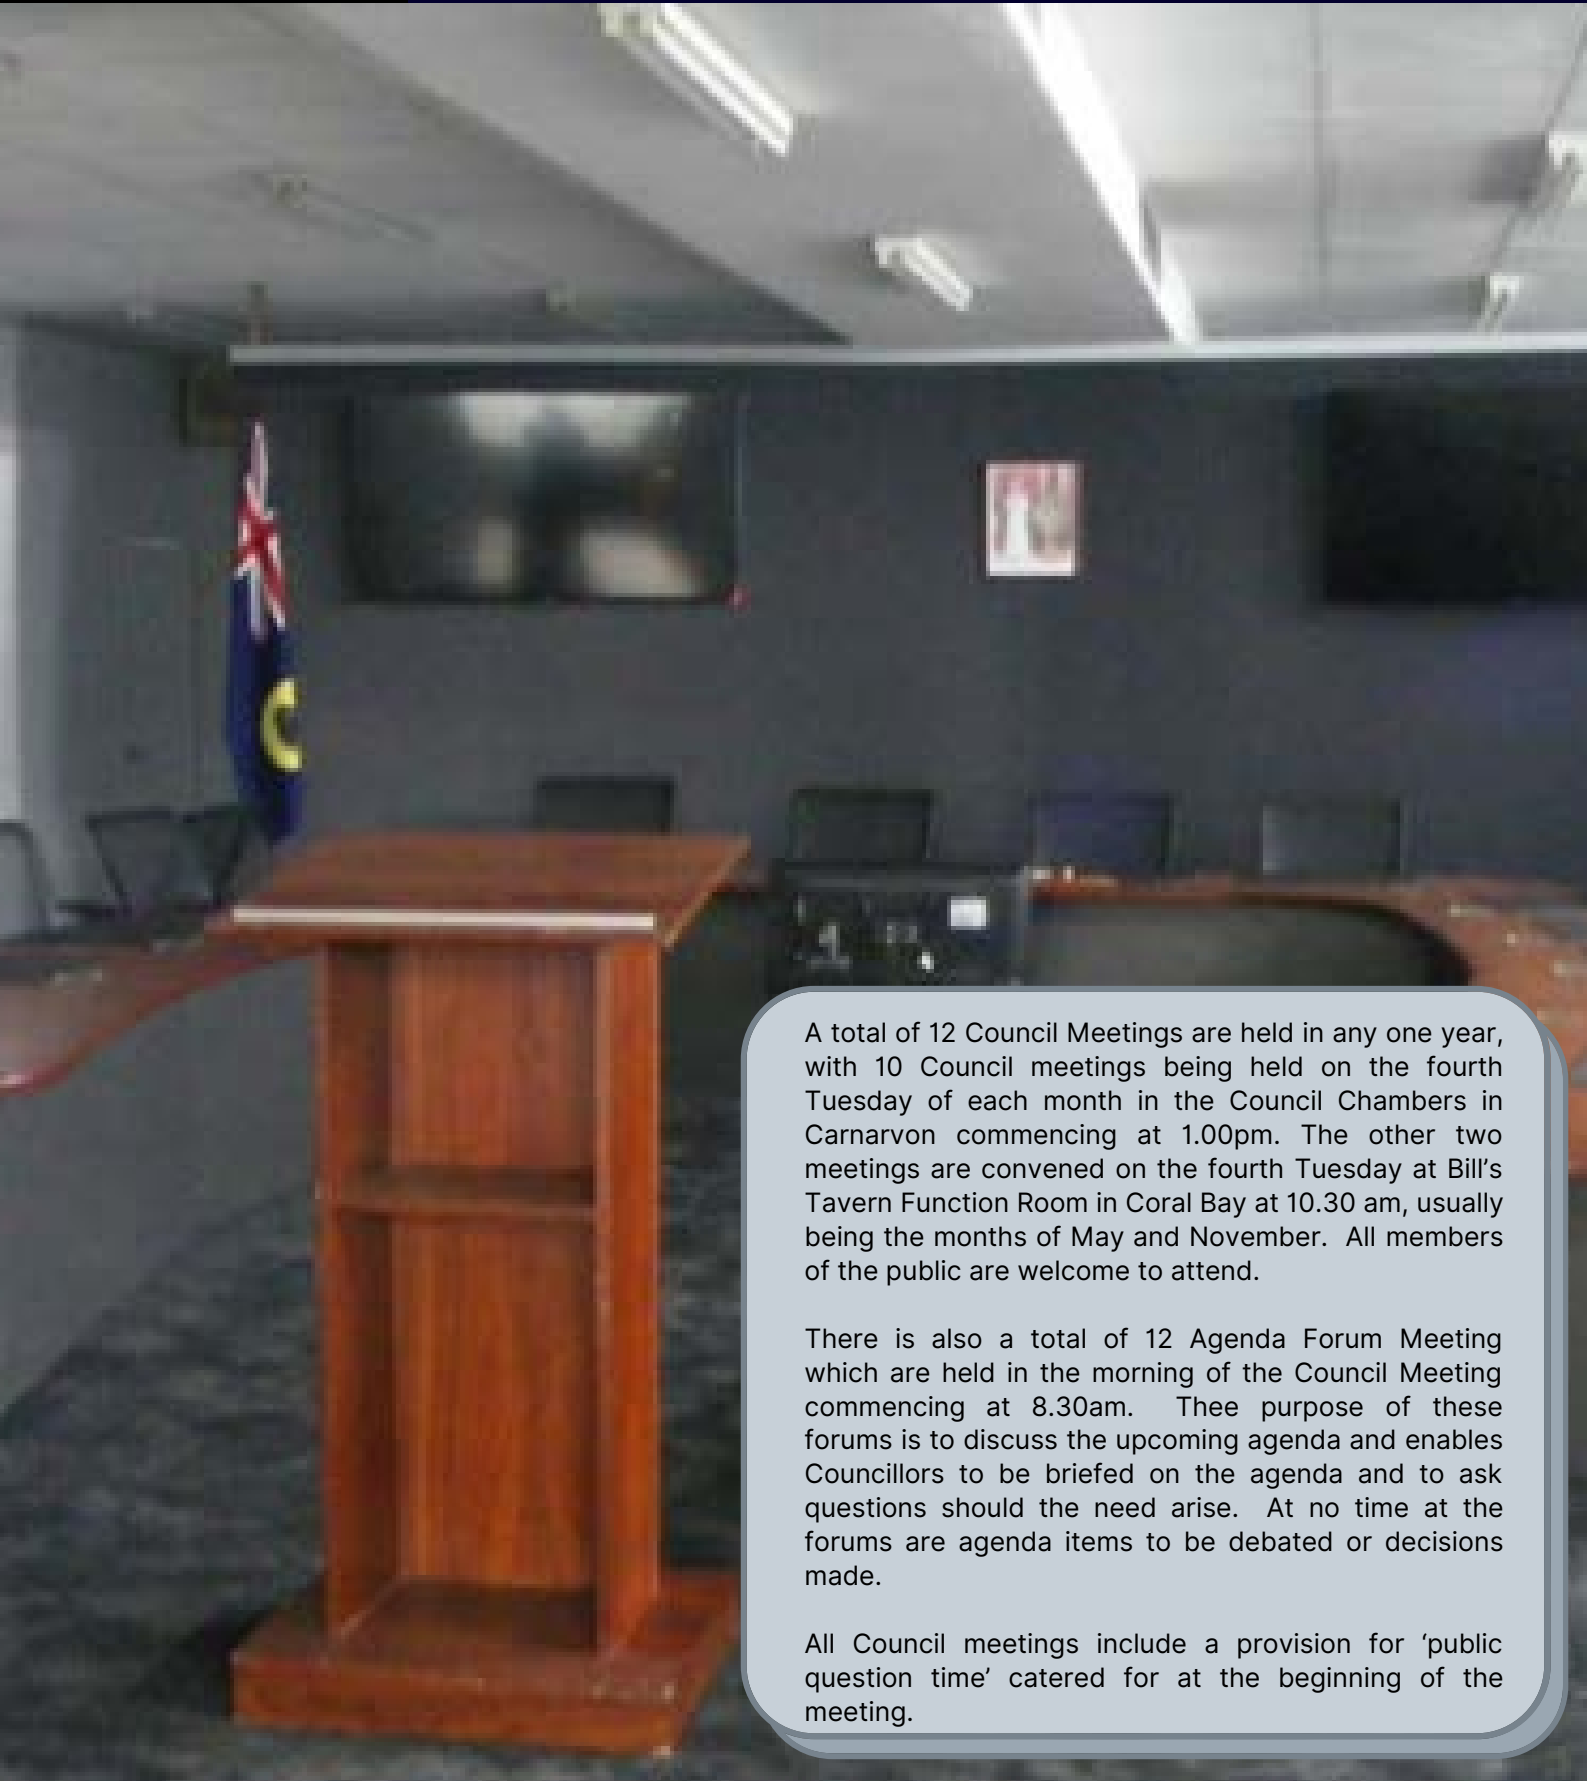 A total of 12 Council Meetings are held in any one year,
with 10 Council meetings being held on the fourth
Tuesday of each month in the Council Chambers in
Carnarvon commencing at 1.00pm. The other two
meetings are convened on the fourth Tuesday at Bill’s
Tavern Function Room in Coral Bay at 10.30 am, usually
being the months of May and November.  All members
of the public are welcome to attend.

There is also a total of 12 Agenda Forum Meeting
which are held in the morning of the Council Meeting
commencing at 8.30am.  Thee purpose of these
forums is to discuss the upcoming agenda and enables
Councillors to be briefed on the agenda and to ask
questions should the need arise.  At no time at the
forums are agenda items to be debated or decisions
made.

All Council meetings include a provision for ‘public
question time’ catered for at the beginning of the
meeting.